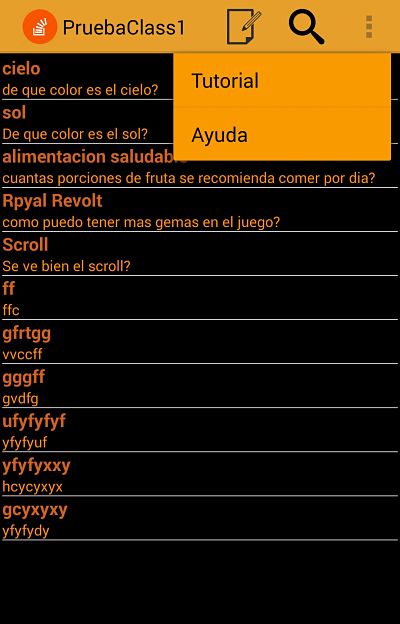 PruebaClass1
Tutorial
Ayuda
cielo
de que color es el cielo?
sol
De que color es el sol?
alimentacion saludable
cuantas porciones de fruta se recomienda comer por dia?
Rpyal Revolt
como puedo tener mas gemas en el juego?
Scroll
Se ve bien el scroll?
ff
ffc
gfrtgg
vvccff
gggff
gvdfg
ufyfyfyf
yfyfyuf
yfyfyxxy
hcycyxyx
gcyxyxy
yfyfydy